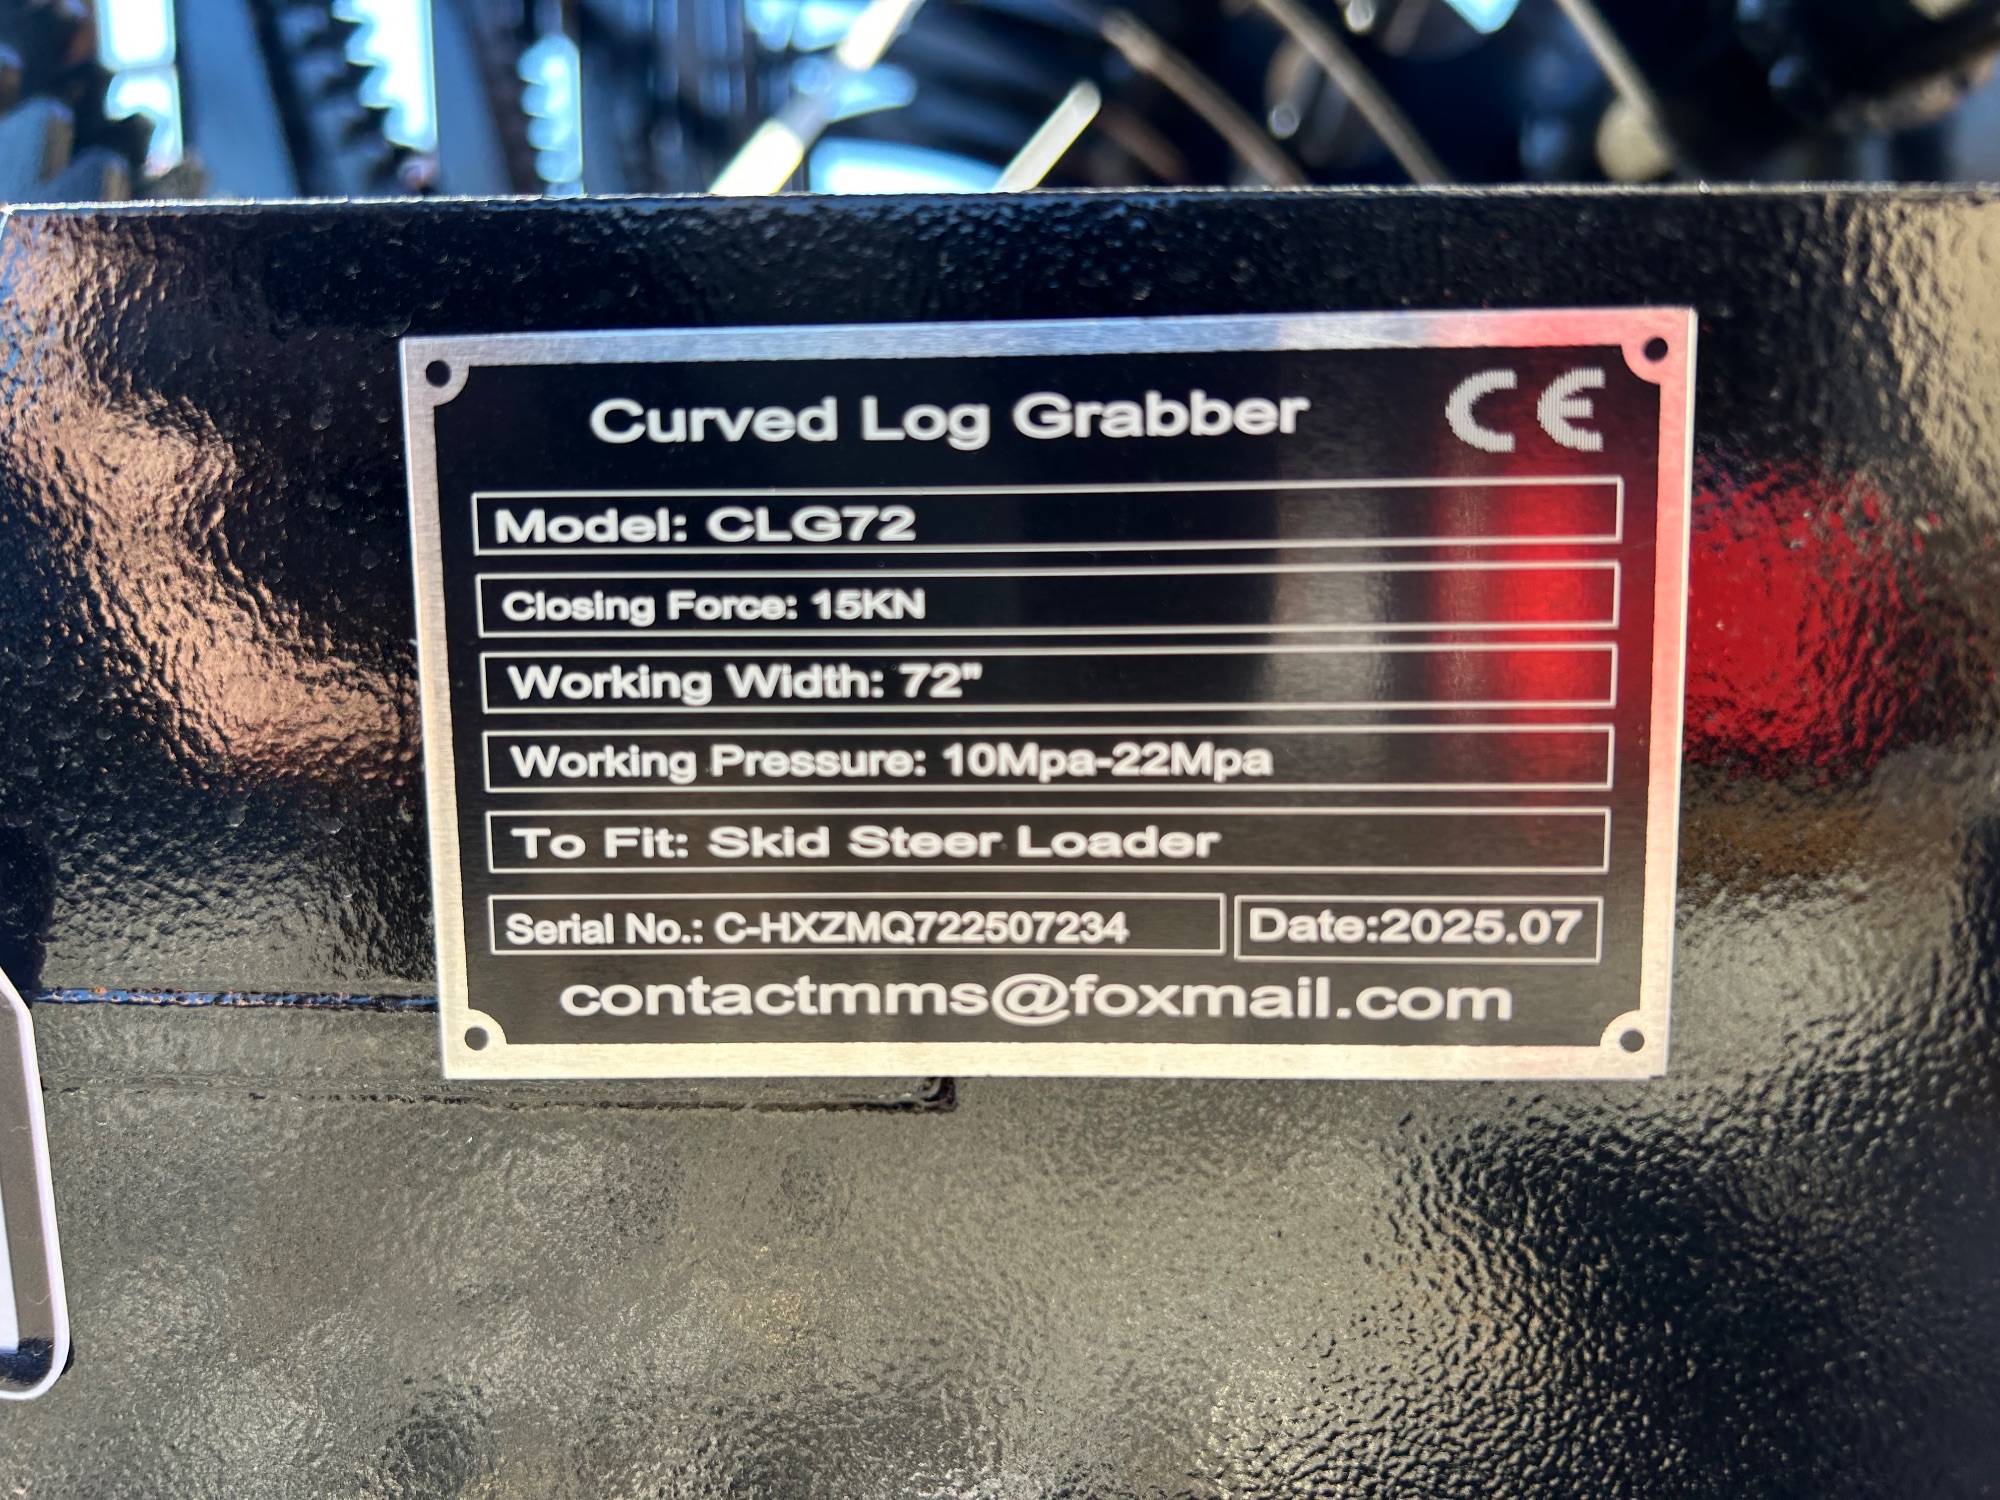 Curved Log Grabber CE
Model: CLG72
Closing Force: 15KN
Working Width: 72"
Working Pressure: 10Mpa-22Mpa
To Fit: Skid Steer Loader
Serial No.: C-HXZMQ722507234 Date:2025.07
contactmms@foxmail.com